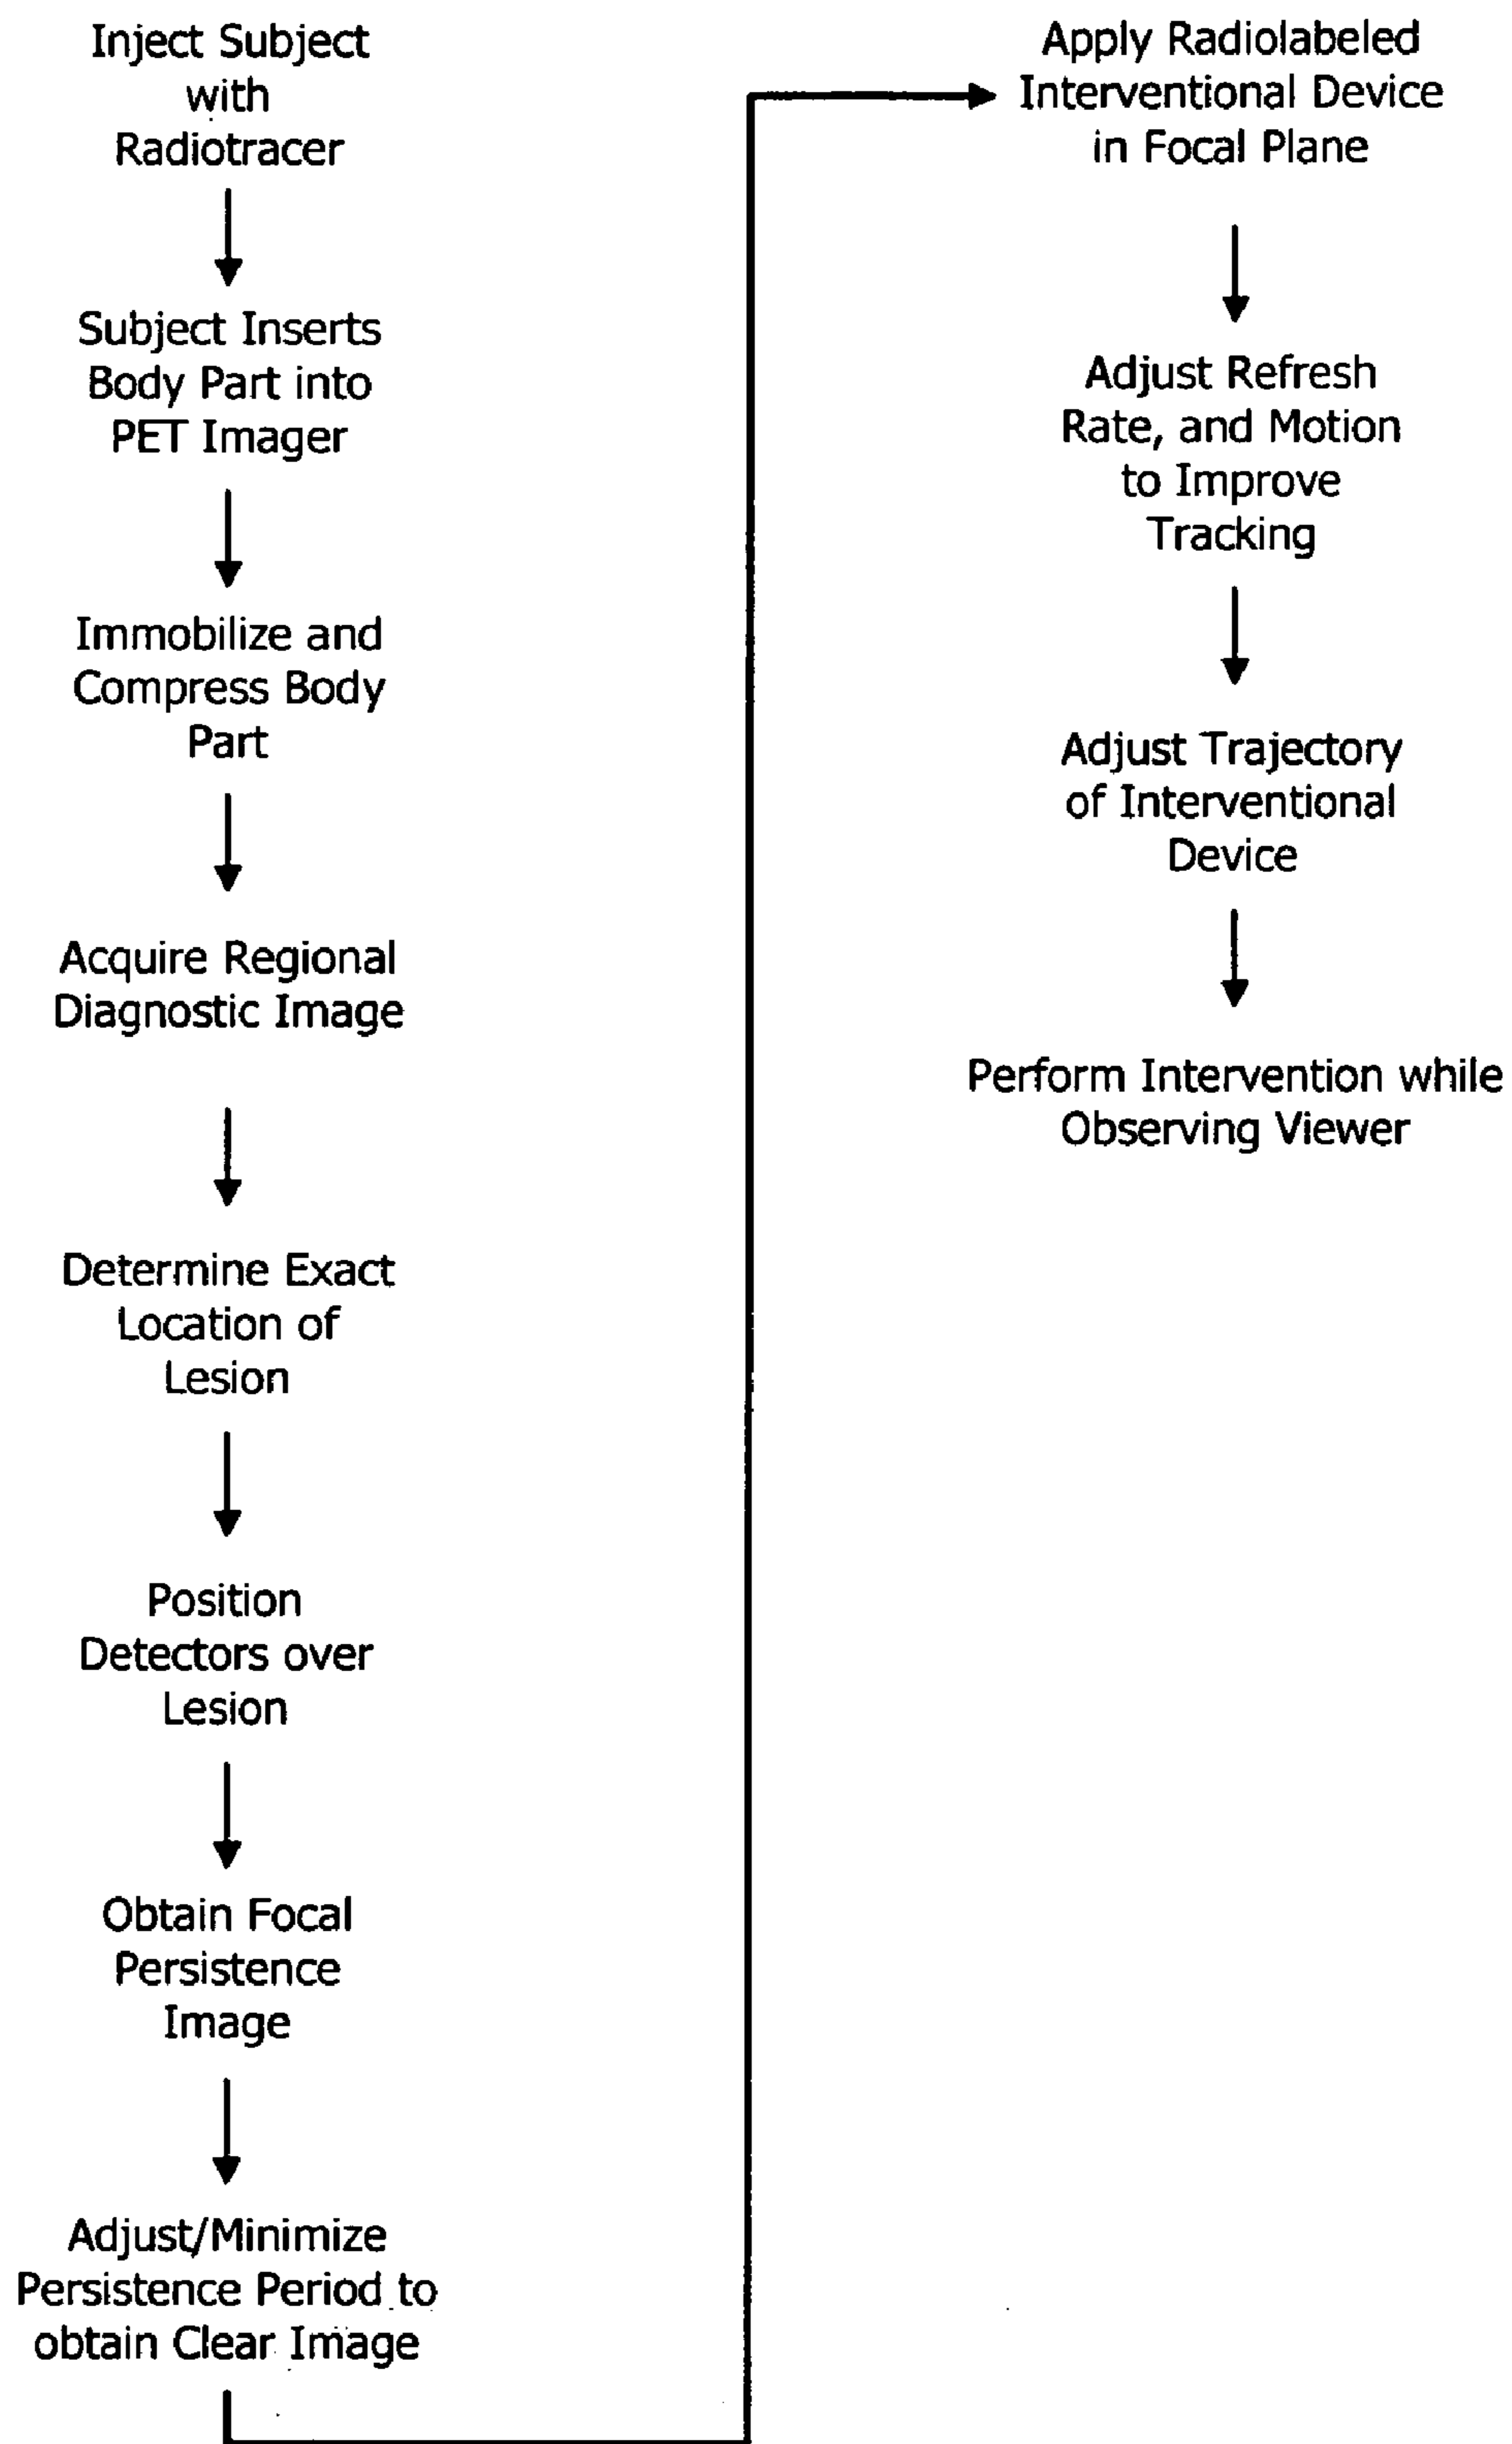 Inject Subject
with
Radiotracer
Subject Inserts
Body Part into
PET Imager
Immobilize and
Compress Body
Part
Acquire Regional
Diagnostic Image
Determine Exact
Location of
Lesion
Position
Detectors over
Lesion
Obtain Focal
Persistence
Image
Adjust/Minimize
Persistence Period to
obtain Clear Image
Apply Radiolabeled
Interventional Device
in Focal Plane
Adjust Refresh
Rate, and Motion
to Improve
Tracking
Adjust Trajectory
of Interventional
Device
Perform Intervention while
Observing Viewer